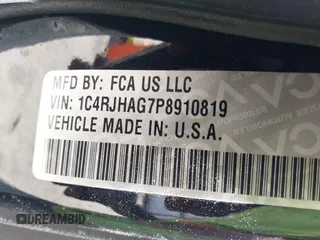 MFD BY: FCA US LLC
VIN: 1C4RJHAG7P8910819
VEHICLE MADE IN: U.S.A.
DREAMBID